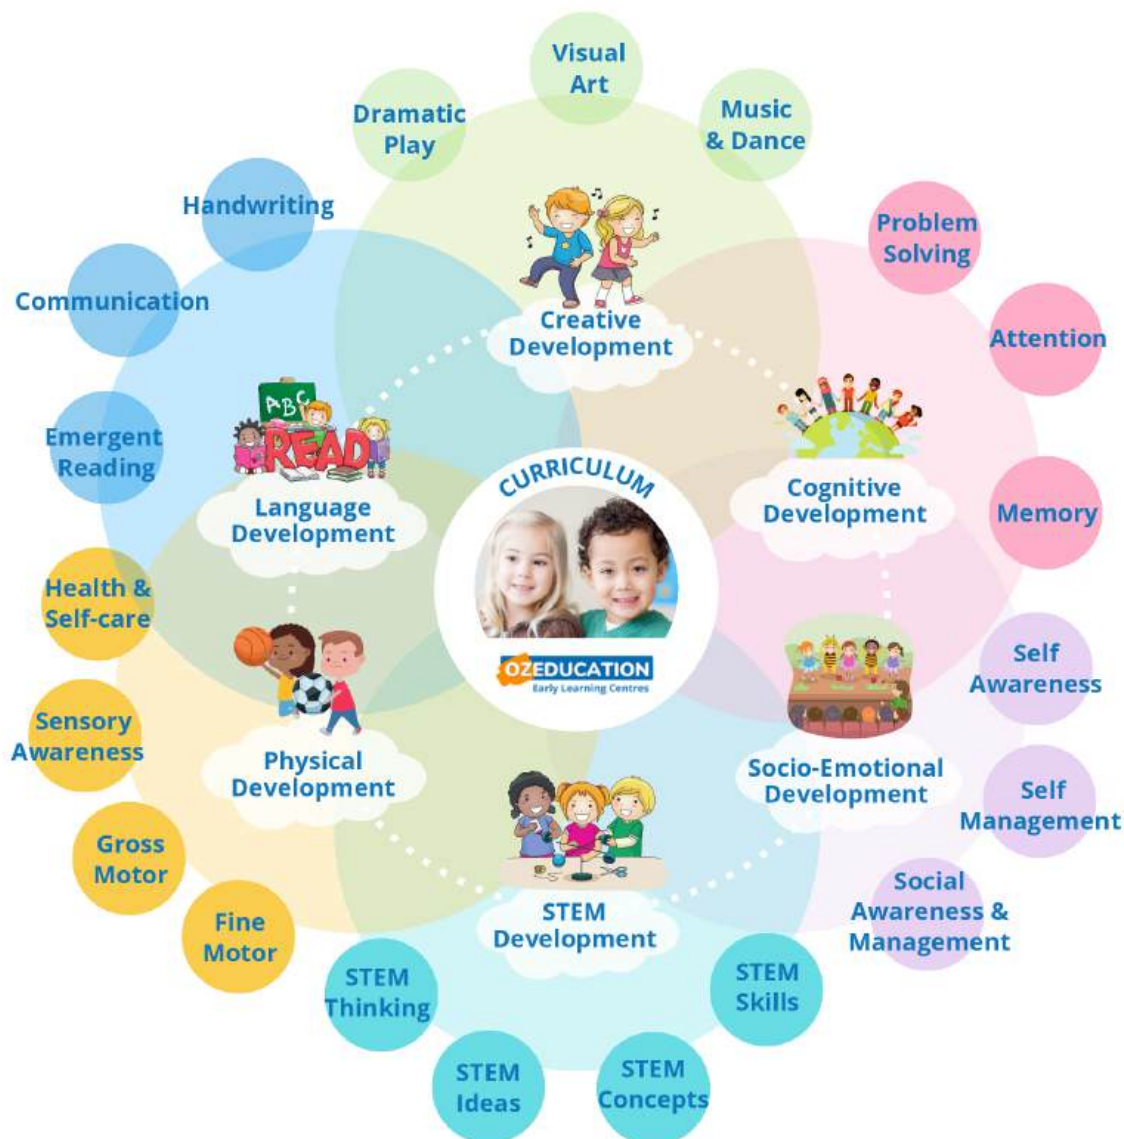 Visual
Art
Dramatic
Play
Music
& Dance
Handwriting
Problem
Solving
Communication
Attention
Creative
Development
ABC
READ
Emergent
Reading
Language
Development
CURRICULUM
Cognitive
Development
Memory
Health &
Self-care
Self
Awareness
OZEDUCATION
Early Learning Centres
Sensory
Awareness
Physical
Development
Socio-Emotional
Development
Self
Management
Gross
Motor
Social
Awareness &
Management
Fine
Motor
STEM
Development
STEM
Thinking
STEM
Skills
STEM
Ideas
STEM
Concepts